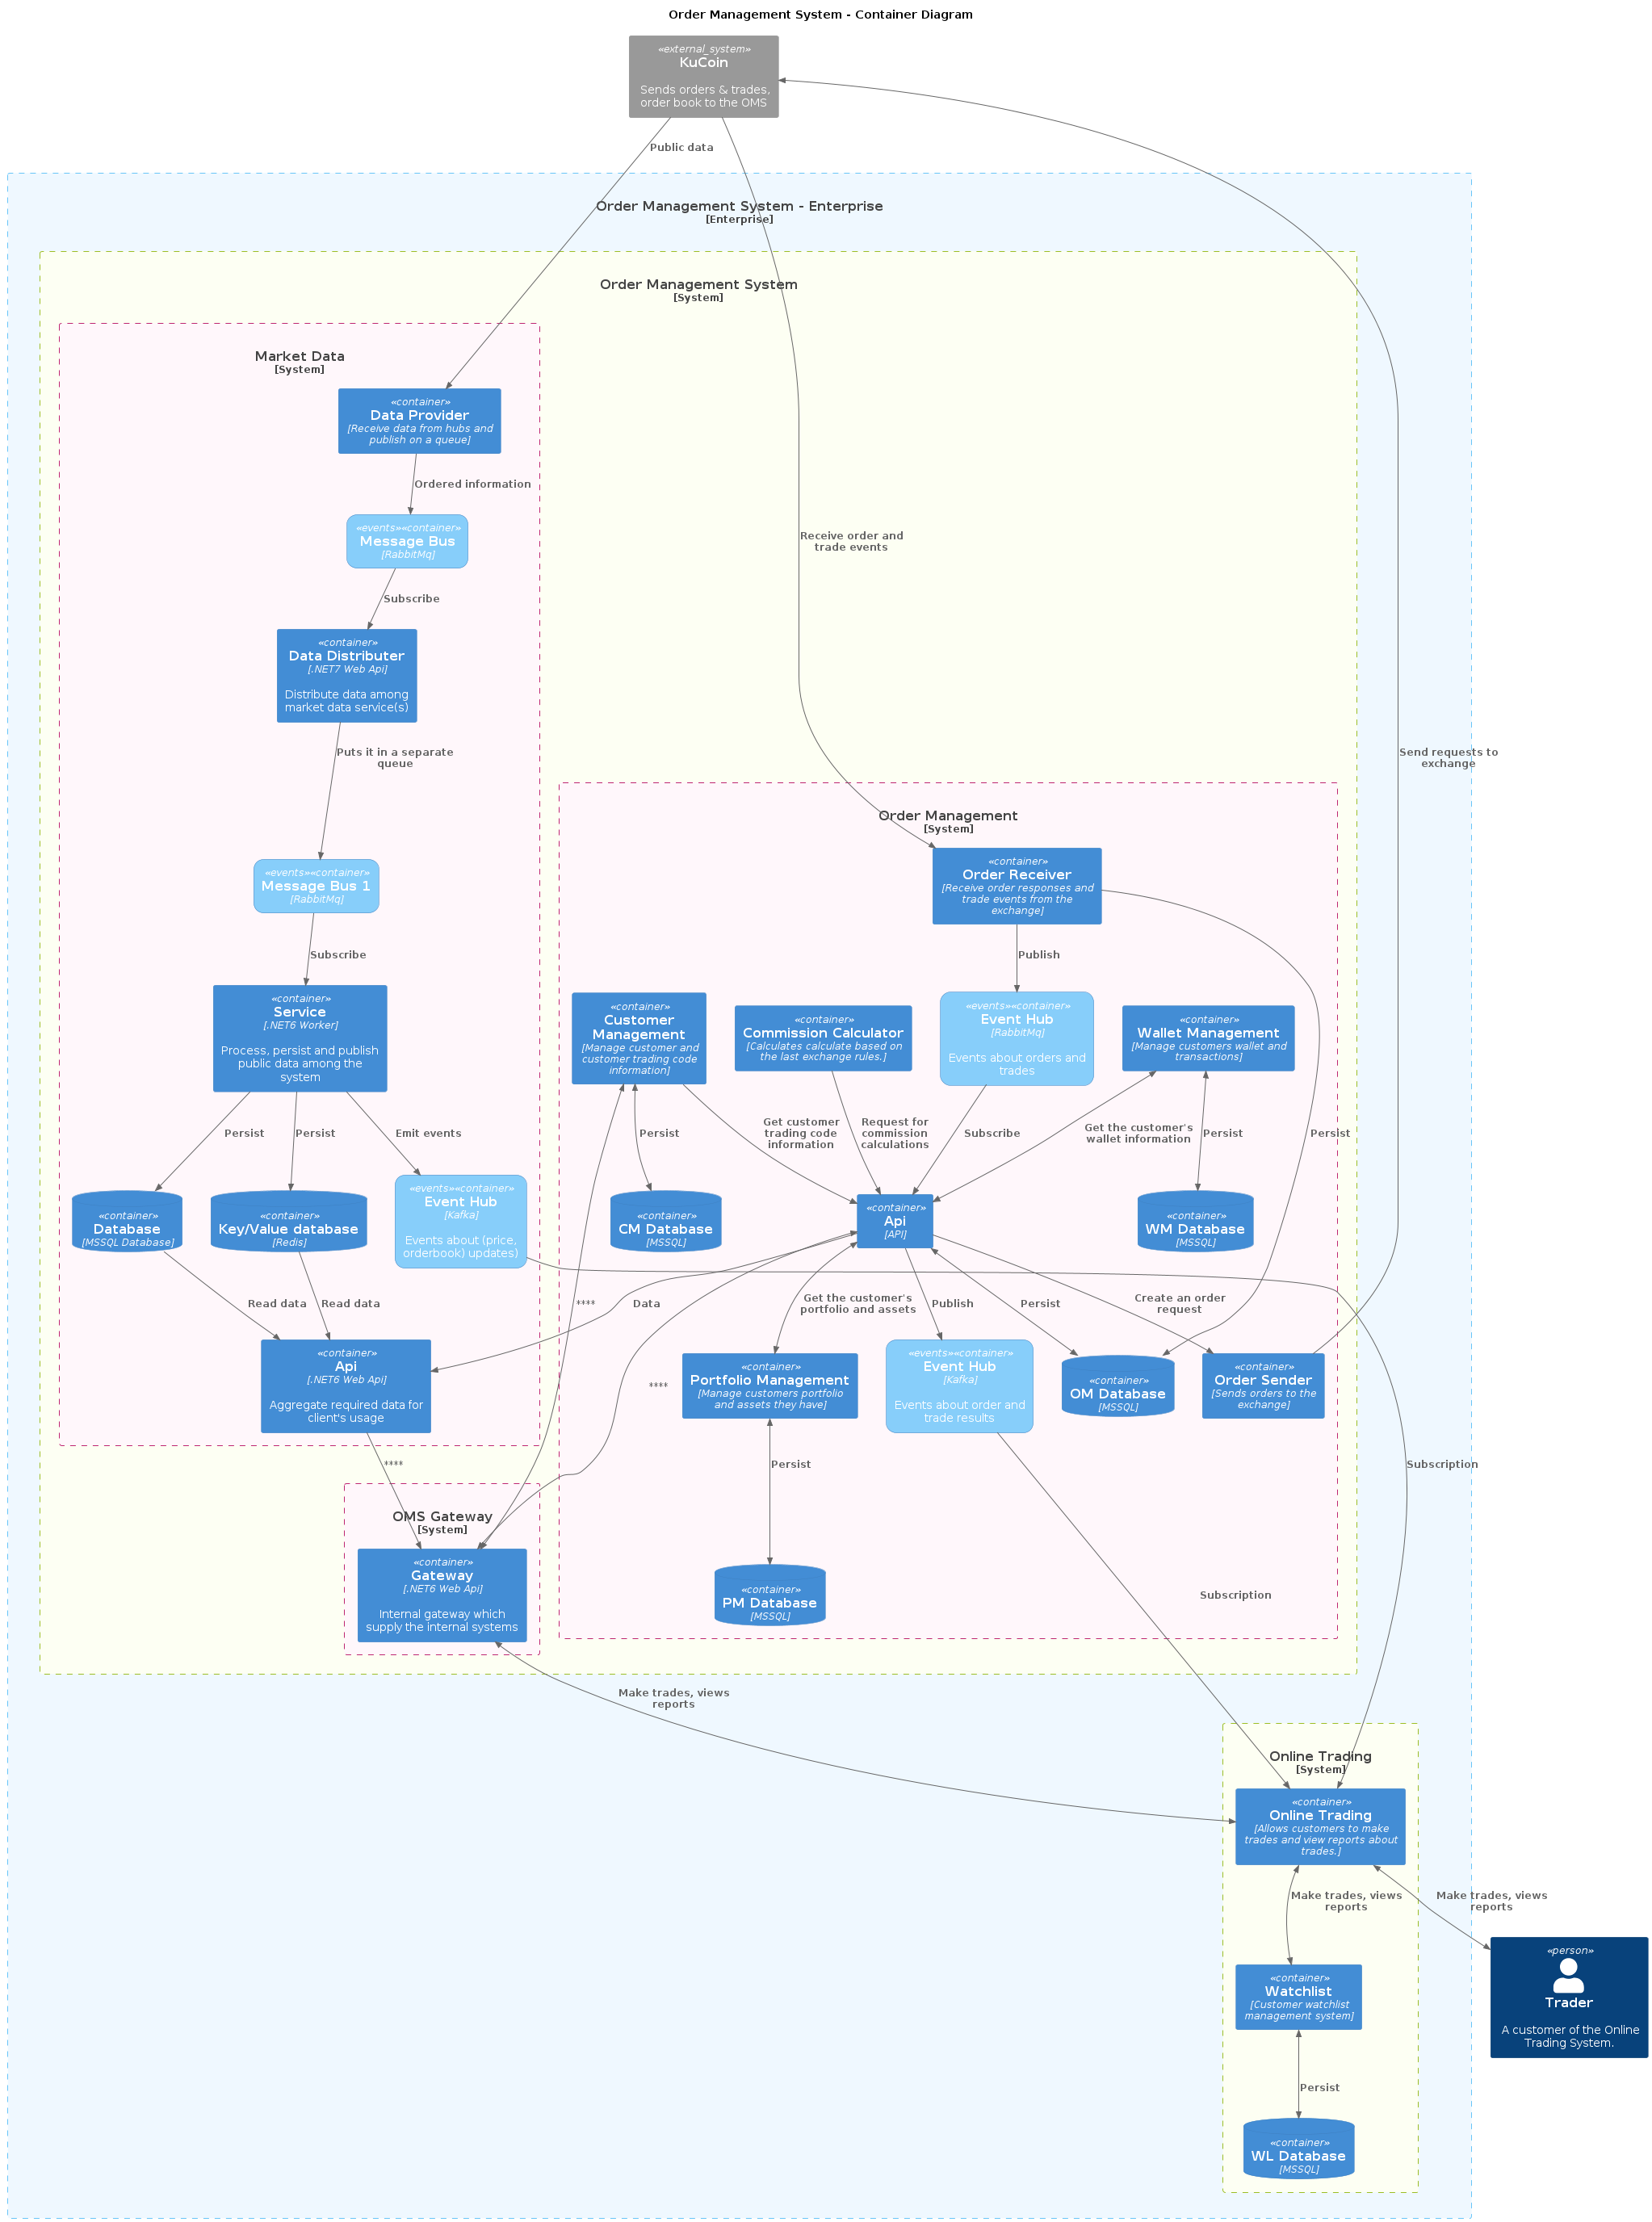 Order Management System - Container Diagram
«external_system»
KuCoin
Sends orders & trades,
order book to the OMS
Public data
Order Management System - Enterprise
[Enterprise]
Order Management System
[System]
Market Data
[System]
«container»
Data Provider
[Receive data from hubs and
publish on a queue]
Ordered information
«events»«container»
Message Bus
[RabbitMq]
Receive order and
trade events
Subscribe
«container»
Data Distributer
[.NET7 Web Api]
Distribute data among
market data service(s)
Puts it in a separate
queue
Send requests to
exchange
Order Management
[System]
«events»«container»
Message Bus 1
[RabbitMq]
«container»
Order Receiver
[Receive order responses and
trade events from the
exchange]
Subscribe
Publish
«container»
Service
[.NET6 Worker]
Process, persist and publish
public data among the
system
«container»
Customer
Management
[Manage customer and
customer trading code
information]
«container»
Commission Calculator
[Calculates calculate based on
the last exchange rules.]
«events»«container»
Event Hub
[RabbitMq]
Events about orders and
trades
«container»
Wallet Management
[Manage customers wallet and
transactions]
Persist
Persist
Emit events
Persist
Get customer
trading code
information
Request for
commission
calculations
Subscribe
Get the customer's
wallet information
Persist
Persist
«container»
Database
[MSSQL Database]
«container»
Key/Value database
[Redis]
«events»«container»
Event Hub
[Kafka]
Events about (price,
orderbook) updates)
«container»
CM Database
[MSSQL]
«container»
Api
[API]
«container»
WM Database
[MSSQL]
Read data
Read data
****
Data
Get the customer's
portfolio and assets
Publish
Persist
Create an order
request
«container»
Api
[.NET6 Web Api]
Aggregate required data for
client's usage
****
«container»
Portfolio Management
[Manage customers portfolio
and assets they have]
«events»«container»
Event Hub
[Kafka]
Events about order and
trade results
«container»
OM Database
[MSSQL]
«container»
Order Sender
[Sends orders to the
exchange]
****
Persist
Subscription
OMS Gateway
[System]
«container»
Gateway
[.NET6 Web Api]
Internal gateway which
supply the internal systems
«container»
PM Database
[MSSQL]
Subscription
Make trades, views
reports
Online Trading
[System]
«container»
Online Trading
[Allows customers to make
trades and view reports about
trades.]
Make trades, views
reports
Make trades, views
reports
«container»
Watchlist
[Customer watchlist
management system]
«person»
Trader
A customer of the Online
Trading System.
Persist
«container»
WL Database
[MSSQL]